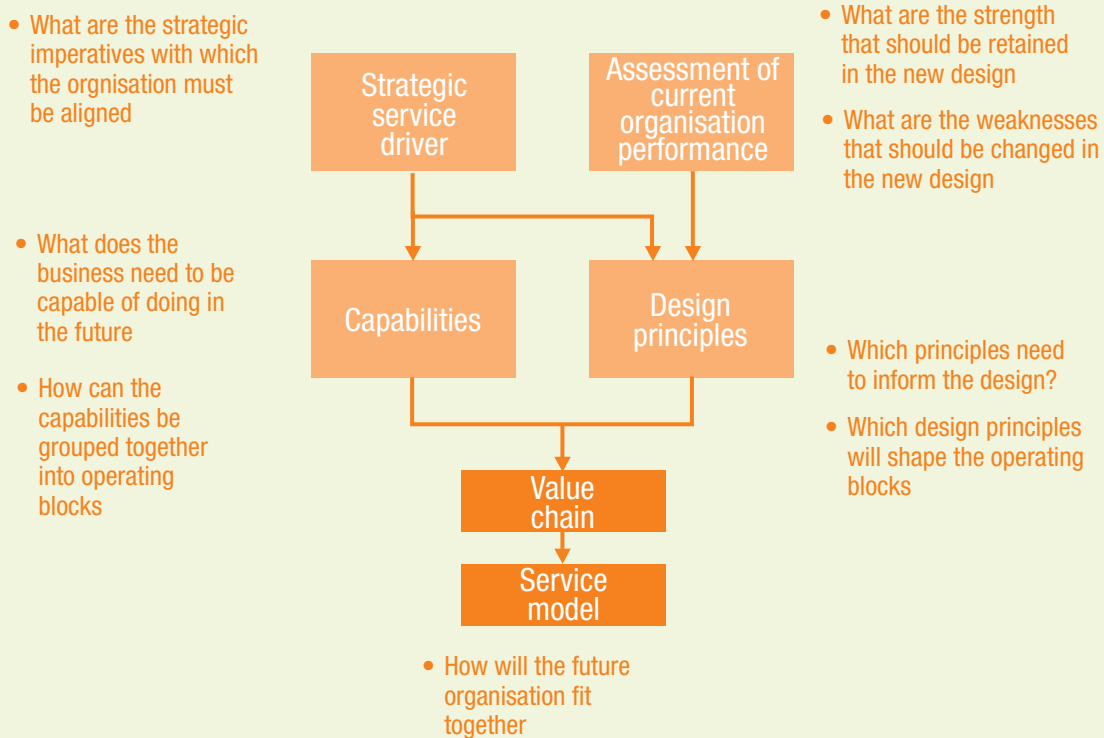 • What are the strategic
imperatives with which
the orgnisation must
be aligned
Strategic
service
driver
Assessment of
current
organisation
performance
• What are the strength
that should be retained
in the new design
• What are the weaknesses
that should be changed in
the new design
• What does the
business need to be
capable of doing in
the future
• How can the
capabilities be
grouped together
into operating
blocks
Capabilities
Design
principles
• Which principles need
to inform the design?
• Which design principles
will shape the operating
blocks
Value
chain
Service
model
• How will the future
organisation fit
together